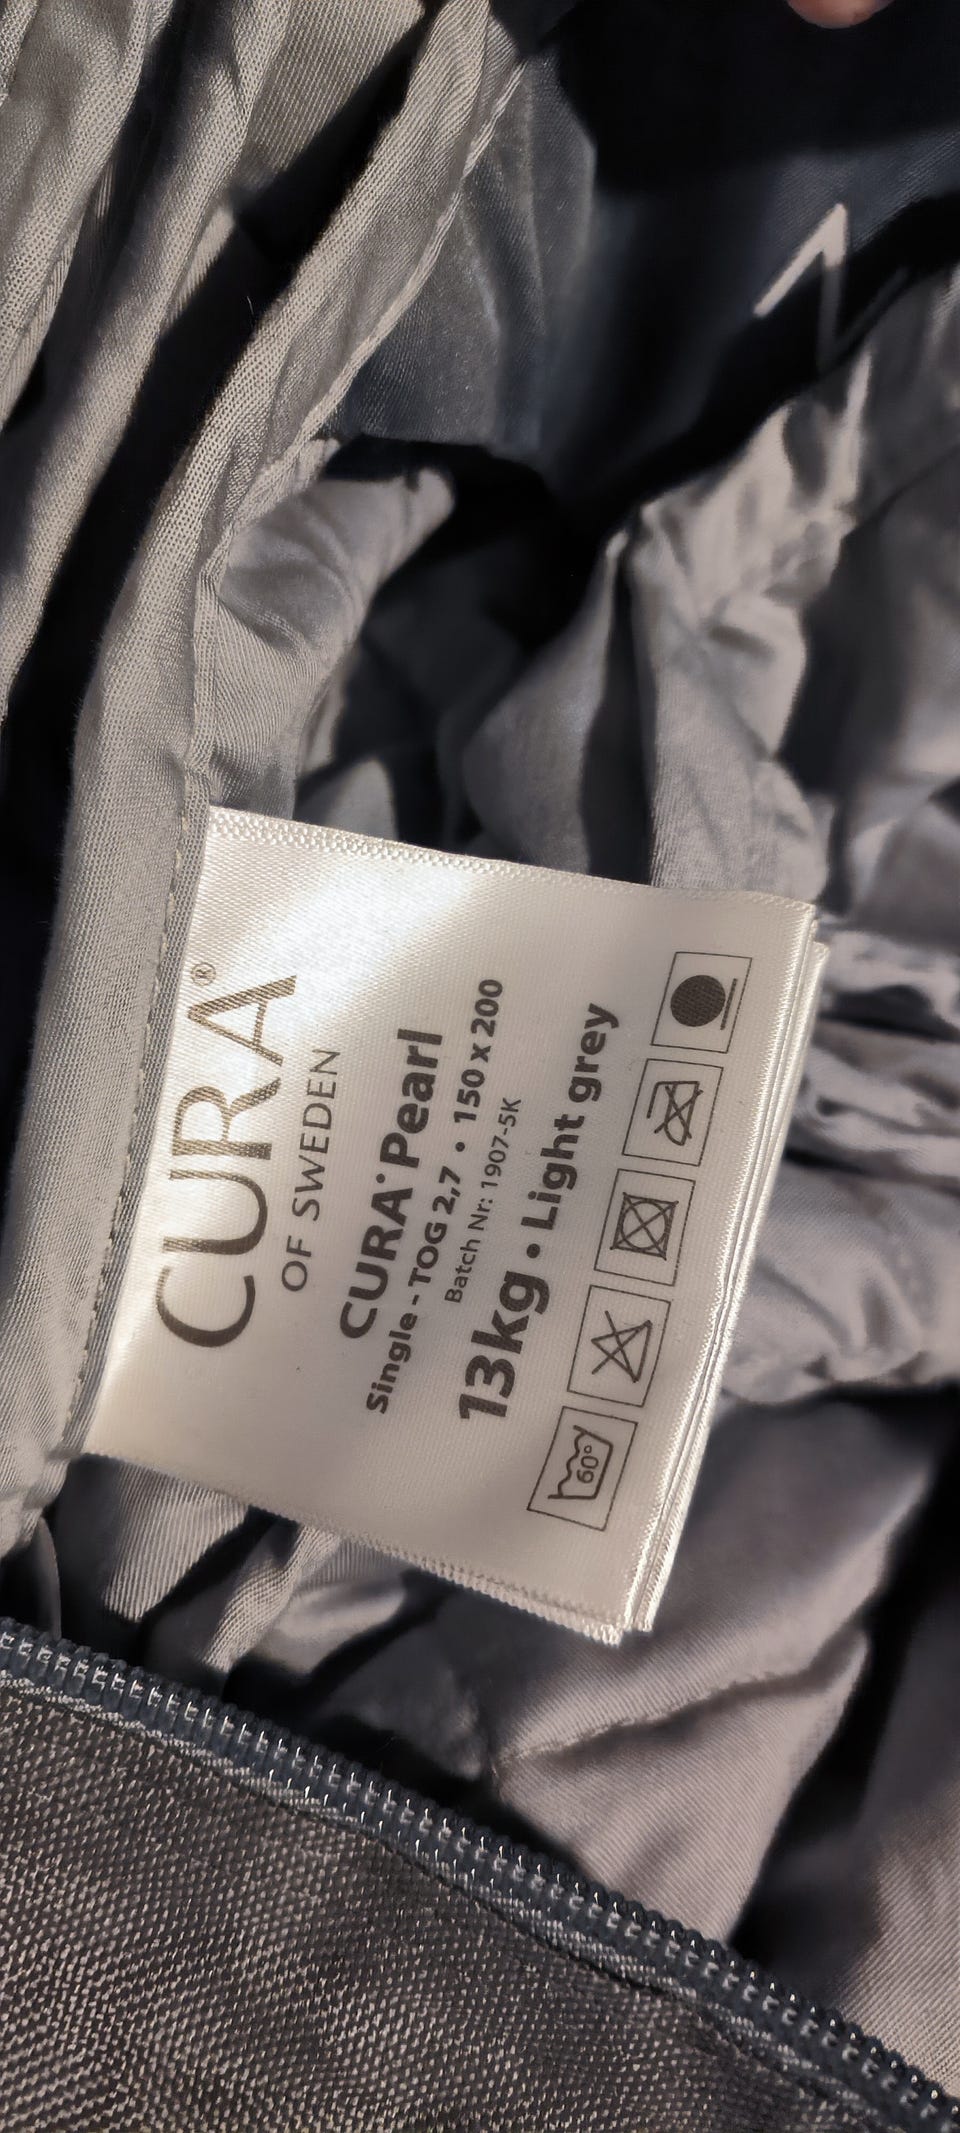 CURA®
OF SWEDEN
CURA® Pearl
Single - TOG 2,7 • 150 x 200
Batch Nr: 1907-5K
13kg • Light grey
60°